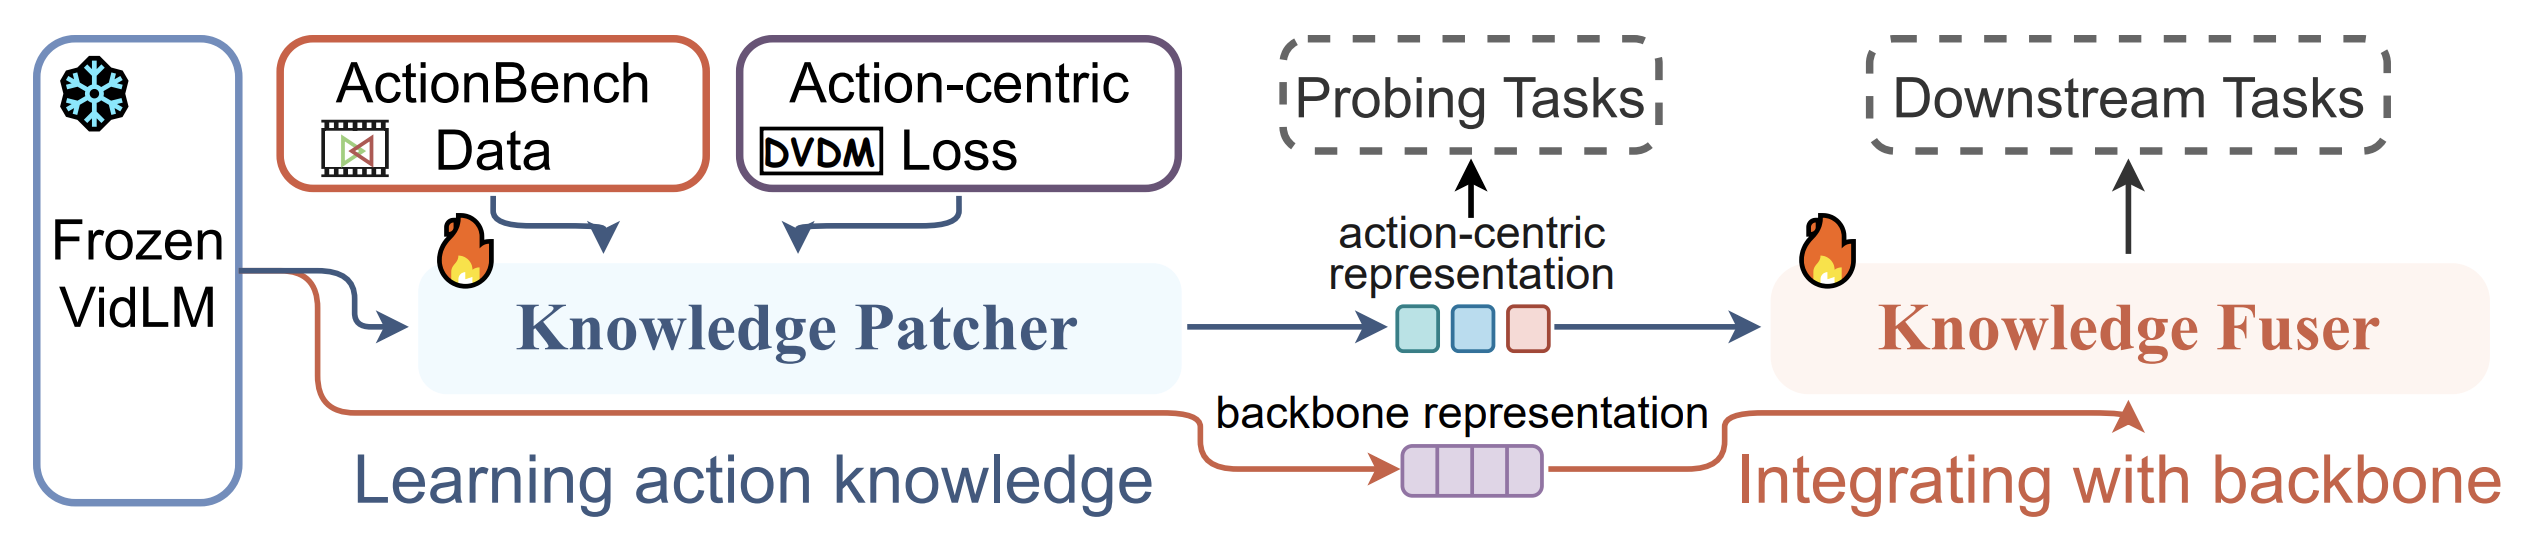 Frozen
VidLM
ActionBench
Data
Action-centric
DVDM Loss
Knowledge Patcher
Learning action knowledge
Probing Tasks
action-centric
representation
backbone representation
Downstream Tasks
Knowledge Fuser
Integrating with backbone